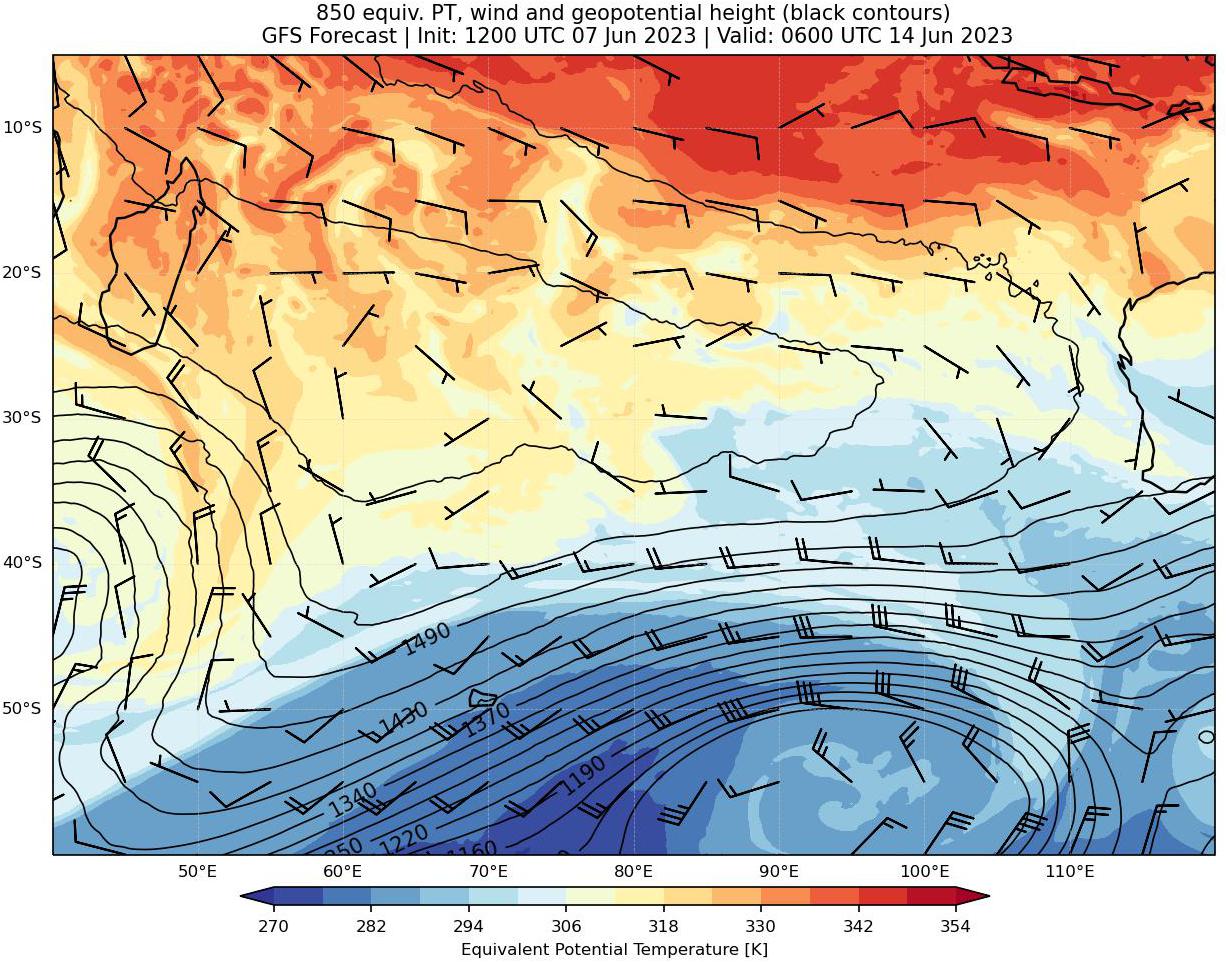 850 equiv. PT, wind and geopotential height (black contours)
GFS Forecast | Init: 1200 UTC 07 Jun 2023 | Valid: 0600 UTC 14 Jun 2023
10°S
20°S
30°S
40°S
1490
50°S
1430
1370
1190
1340
1220
1160
50°E
60°E
70°E
80°E
90°E
100°E
110°E
270
282
294
306
318
330
342
354
Equivalent Potential Temperature [K]